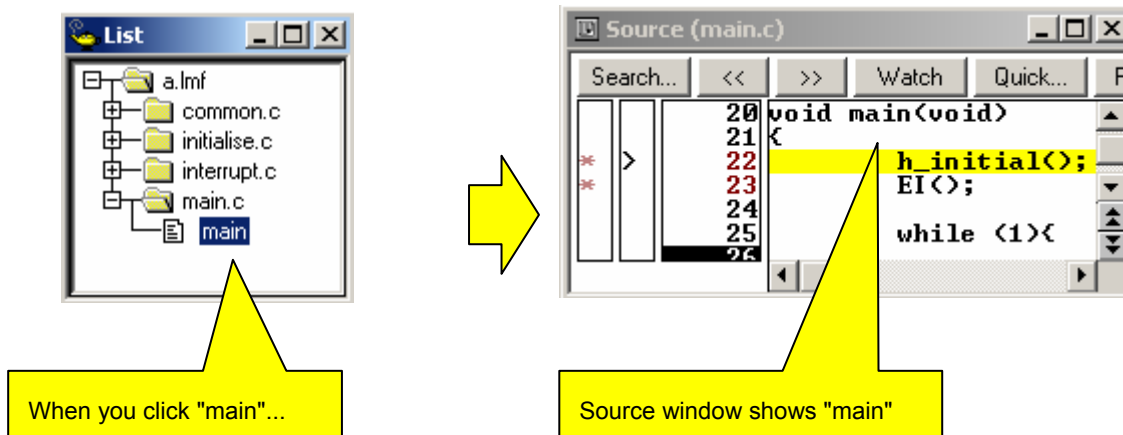 List
a.lmf
common.c
initialise.c
interrupt.c
main.c
main
When you click "main"...
Source (main.c)
Search... << >> Watch Quick...
20 void main(void)
21 {
* > 22 h_initial();
* 23 EI();
24
25 while (1){
26
Source window shows "main"